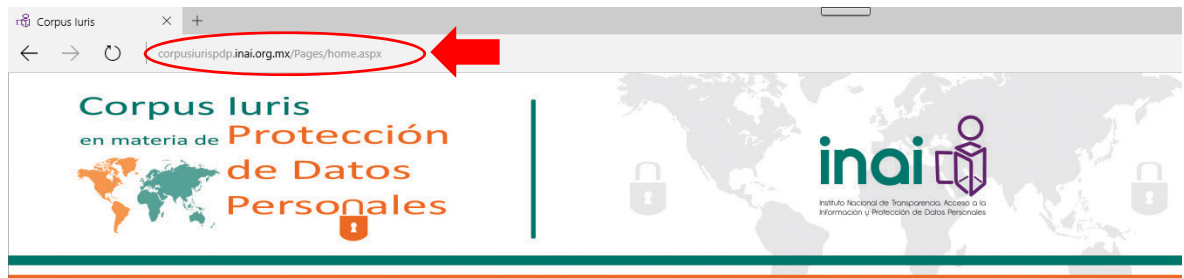 Corpus Iuris
corpusiurispdp.inai.org.mx/Pages/home.aspx
Corpus Iuris
en materia de Protección
de Datos
Personales
inai
Instituto Nacional de Transparencia, Acceso a la
Información y Protección de Datos Personales